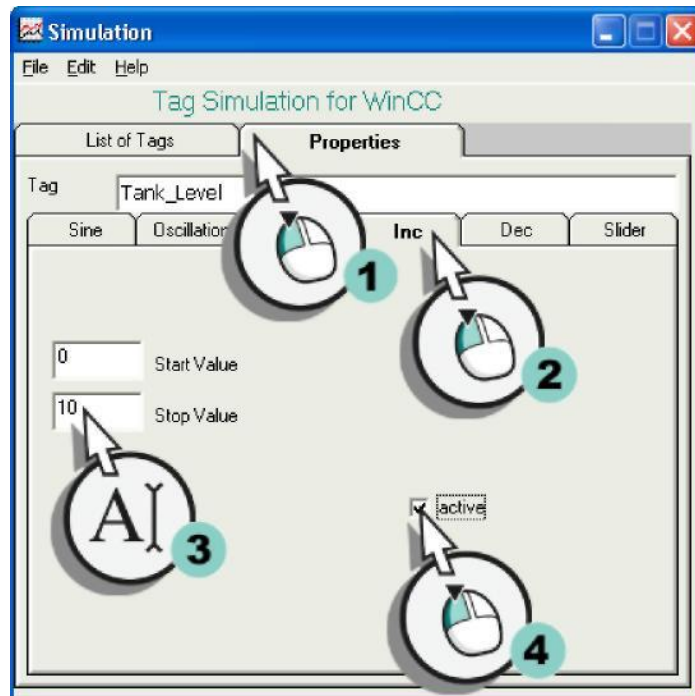 Simulation
File Edit Help
Tag Simulation for WinCC
List of Tags Properties
Tag Tank_Level
Sine Oscillation Inc Dec Slider
1
2
0 Start Value
10 Stop Value
active
AI
3
4